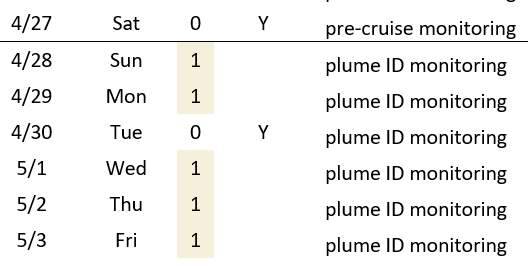 4/27 Sat 0 Y pre-cruise monitoring
4/28 Sun 1 plume ID monitoring
4/29 Mon 1 plume ID monitoring
4/30 Tue 0 Y plume ID monitoring
5/1 Wed 1 plume ID monitoring
5/2 Thu 1 plume ID monitoring
5/3 Fri 1 plume ID monitoring